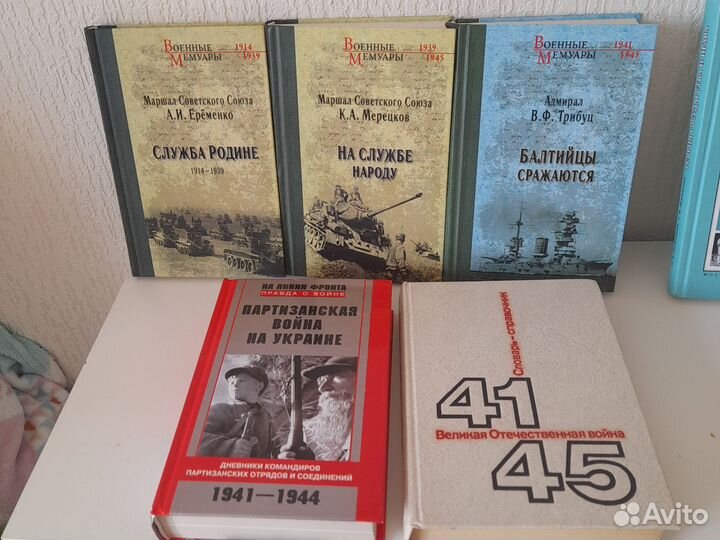 Военные 1914
Мемуары 1939
Маршал Советского Союза
А.И. Ерёменко
Служба Родине
1914—1939
Военные 1939
Мемуары 1945
Маршал Советского Союза
К.А. Мерецков
На службе
народу
Военные 1941
Мемуары 1945
Адмирал
В.Ф. Трибуц
Балтийцы
сражаются
НА ЛИНИИ ФРОНТА
ПРАВДА О ВОЙНЕ
ПАРТИЗАНСКАЯ
ВОЙНА
НА УКРАИНЕ
ДНЕВНИКИ КОМАНДИРОВ
ПАРТИЗАНСКИХ ОТРЯДОВ И СОЕДИНЕНИЙ
1941—1944
Словарь-справочник
41
Великая Отечественная война
45
Avito